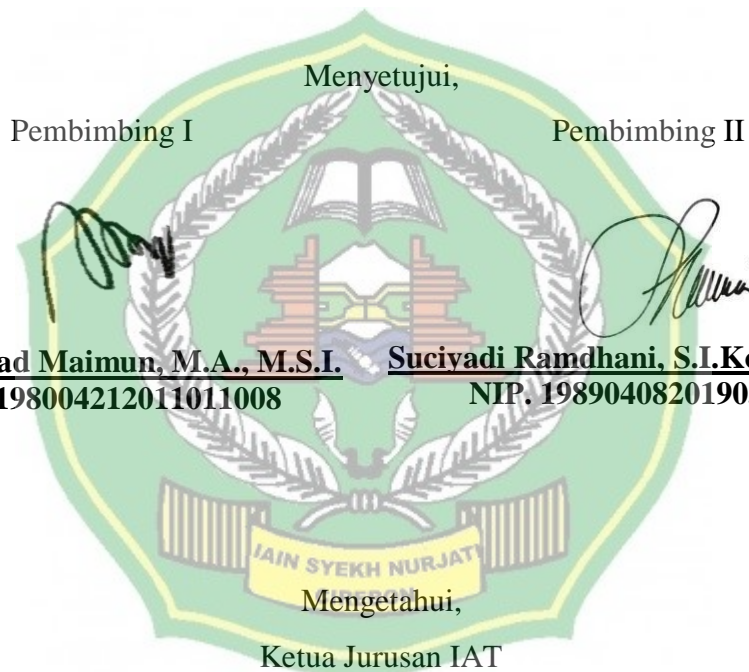 Menyetujui,
Pembimbing I Pembimbing II
ad Maimun, M.A., M.S.I. Suciyadi Ramdhani, S.I.Ko
198004212011011008 NIP. 1989040820190
IAIN SYEKH NURJATI
CIREBON
Mengetahui,
Ketua Jurusan IAT